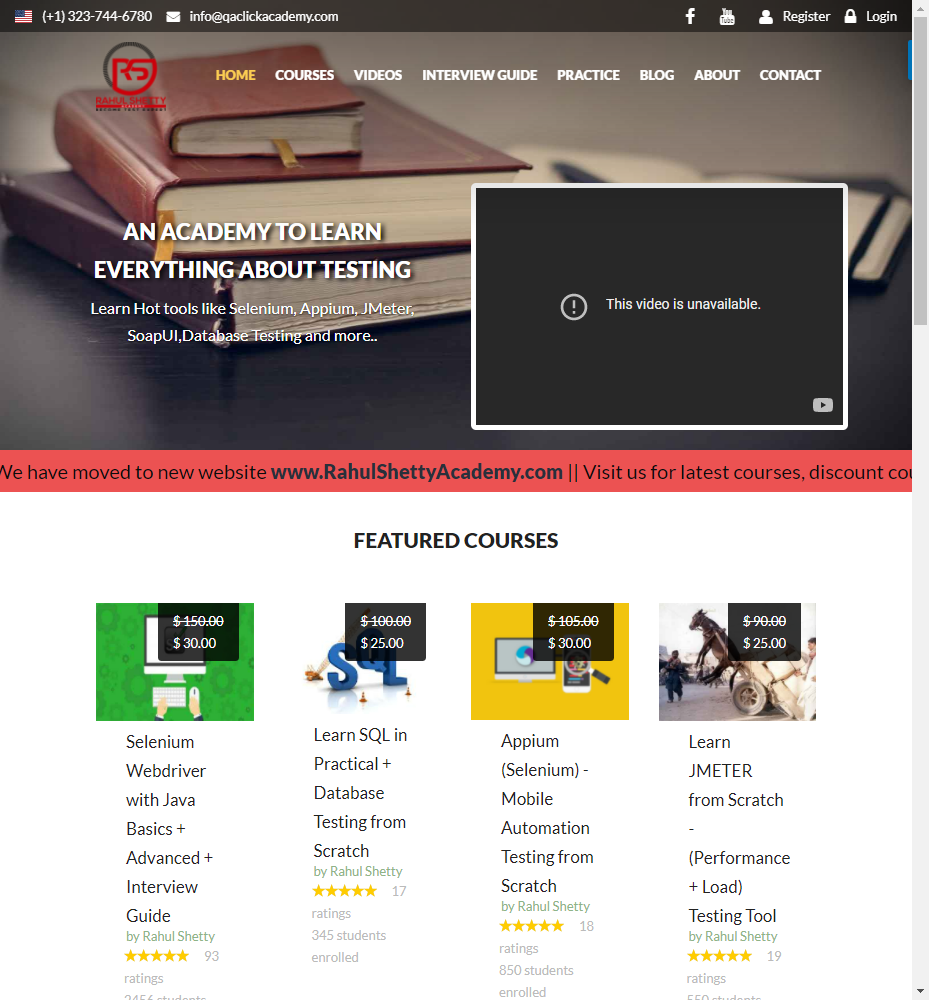 (+1) 323-744-6780 info@qaclickacademy.com Register Login
RS
RAHUL SHETTY
HOME COURSES VIDEOS INTERVIEW GUIDE PRACTICE BLOG ABOUT CONTACT
AN ACADEMY TO LEARN
EVERYTHING ABOUT TESTING
Learn Hot tools like Selenium, Appium, JMeter,
SoapUI,Database Testing and more..
This video is unavailable.
We have moved to new website www.RahulShettyAcademy.com || Visit us for latest courses, discount cou
FEATURED COURSES
$ 150.00
$ 30.00
Selenium
Webdriver
with Java
Basics +
Advanced +
Interview
Guide
by Rahul Shetty
93
ratings
2456 students
$ 100.00
$ 25.00
SQL
Learn SQL in
Practical +
Database
Testing from
Scratch
by Rahul Shetty
17
ratings
345 students
enrolled
$ 105.00
$ 30.00
Appium
(Selenium) -
Mobile
Automation
Testing from
Scratch
by Rahul Shetty
18
ratings
850 students
enrolled
$ 90.00
$ 25.00
Learn
JMETER
from Scratch
-
(Performance
+ Load)
Testing Tool
by Rahul Shetty
19
ratings
550 students